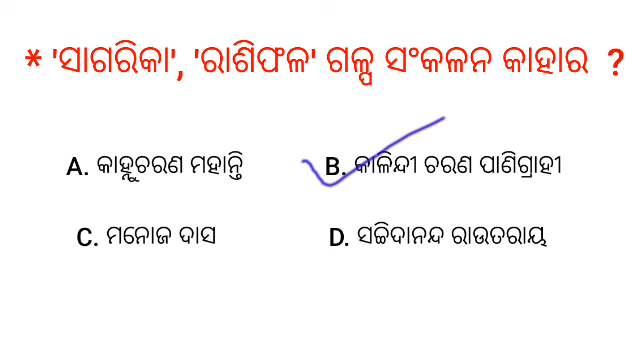 * 'ସାଗରିକା', 'ରାଶିଫଳ' ଗଳ୍ପ ସଂକଳନ କାହାର ?
A. କାହ୍ନୁଚରଣ ମହାନ୍ତି B. କାଳିନ୍ଦୀ ଚରଣ ପାଣିଗ୍ରାହୀ
C. ମନୋଜ ଦାସ D. ସଚ୍ଚିଦାନନ୍ଦ ରାଉତରାୟ